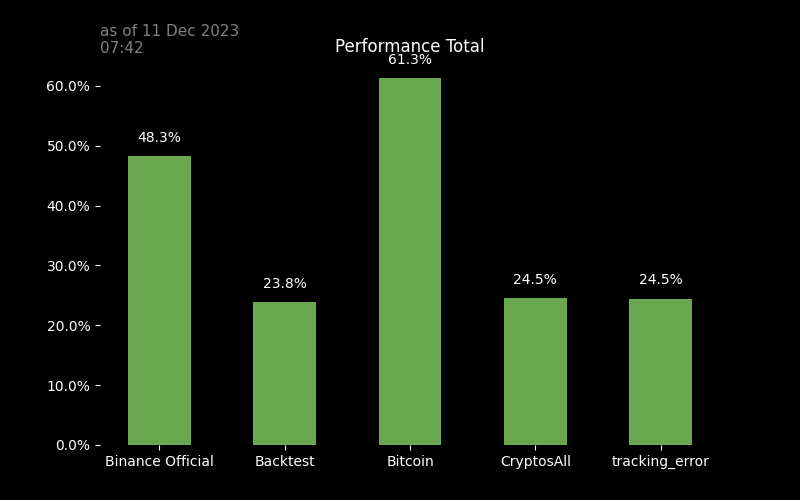 as of 11 Dec 2023
07:42
Performance Total
61.3%
60.0%
50.0%
48.3%
40.0%
30.0%
23.8%
24.5%
24.5%
20.0%
10.0%
0.0%
Binance Official
Backtest
Bitcoin
CryptosAll
tracking_error